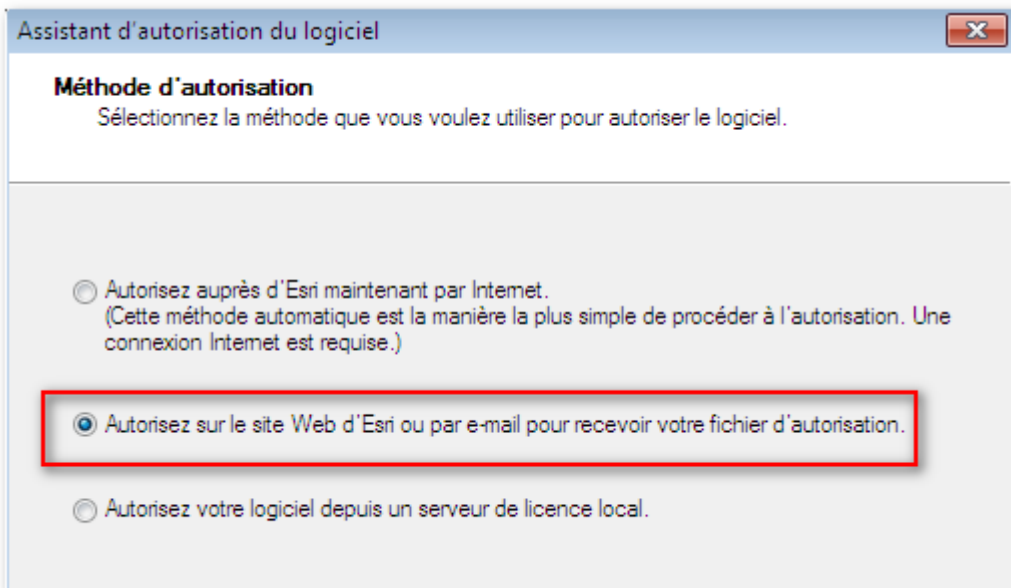 Assistant d'autorisation du logiciel
Méthode d'autorisation
Sélectionnez la méthode que vous voulez utiliser pour autoriser le logiciel.
Autorisez auprès d'Esri maintenant par Internet.
(Cette méthode automatique est la manière la plus simple de procéder à l'autorisation. Une
connexion Internet est requise.)
Autorisez sur le site Web d'Esri ou par e-mail pour recevoir votre fichier d'autorisation.
Autorisez votre logiciel depuis un serveur de licence local.